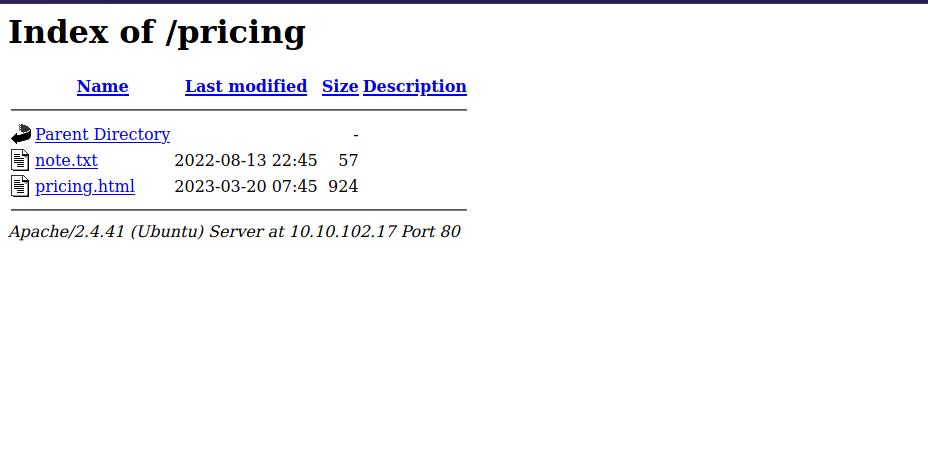 Index of /pricing
Name Last modified Size Description
Parent Directory -
note.txt 2022-08-13 22:45 57
pricing.html 2023-03-20 07:45 924
Apache/2.4.41 (Ubuntu) Server at 10.10.102.17 Port 80